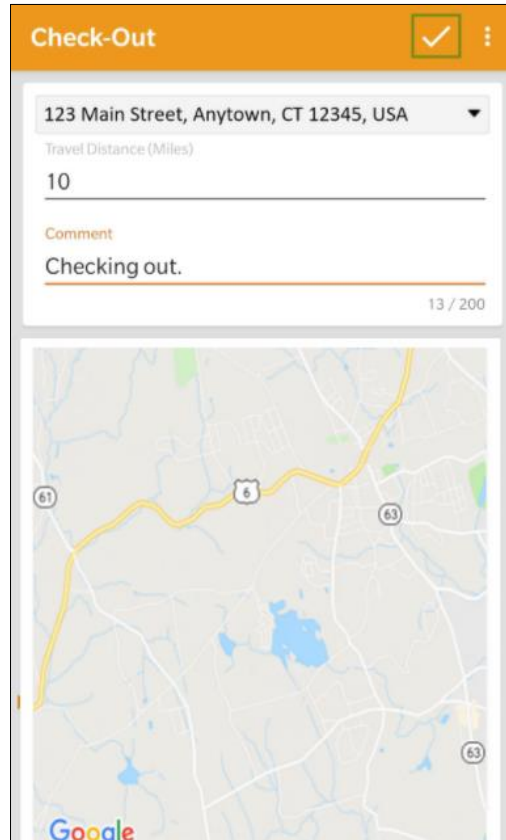 Check-Out
123 Main Street, Anytown, CT 12345, USA
Travel Distance (Miles)
10
Comment
Checking out.
13 / 200
61
6
63
63
Google